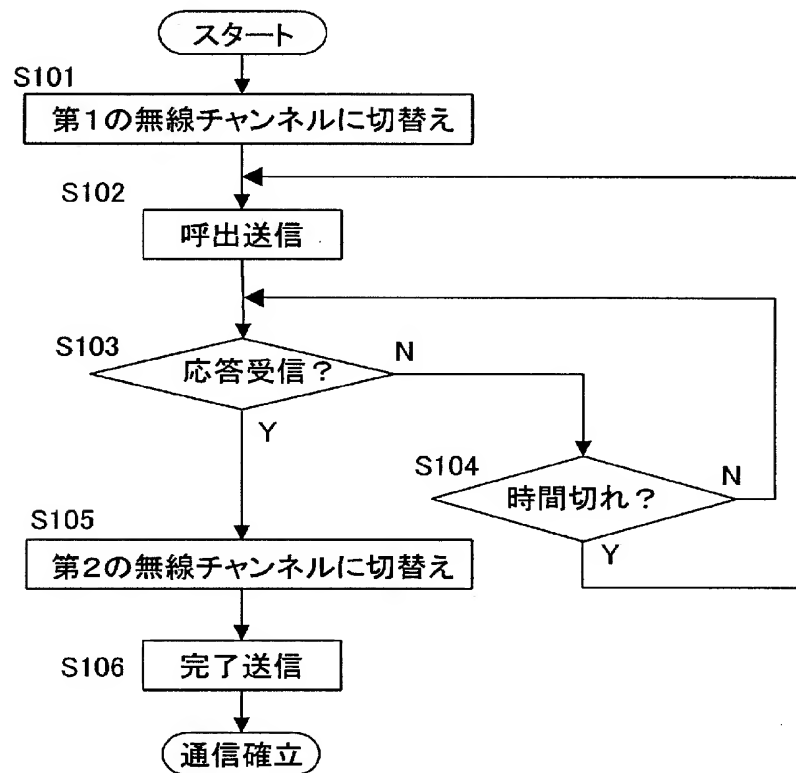 スタート
S101
第1の無線チャンネルに切替え
S102
呼出送信
S103
応答受信?
N
Y
S104
時間切れ?
N
Y
S105
第2の無線チャンネルに切替え
S106
完了送信
通信確立